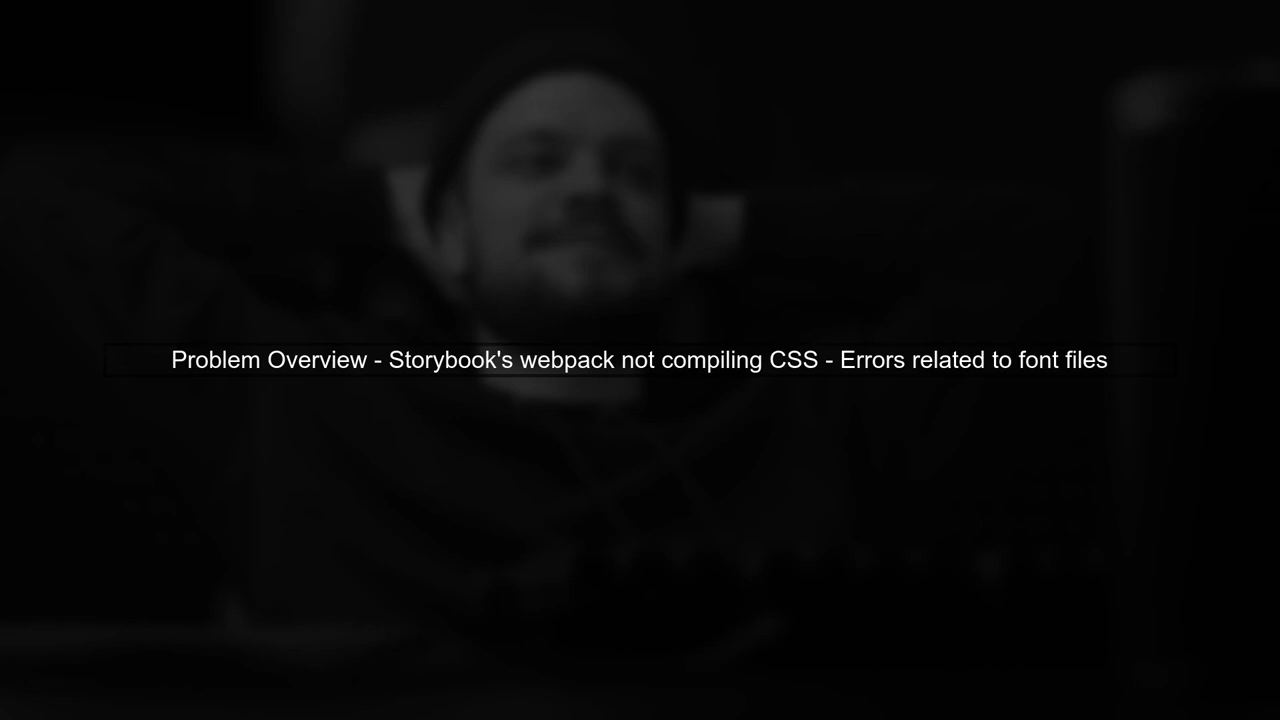 Problem Overview - Storybook's webpack not compiling CSS - Errors related to font files